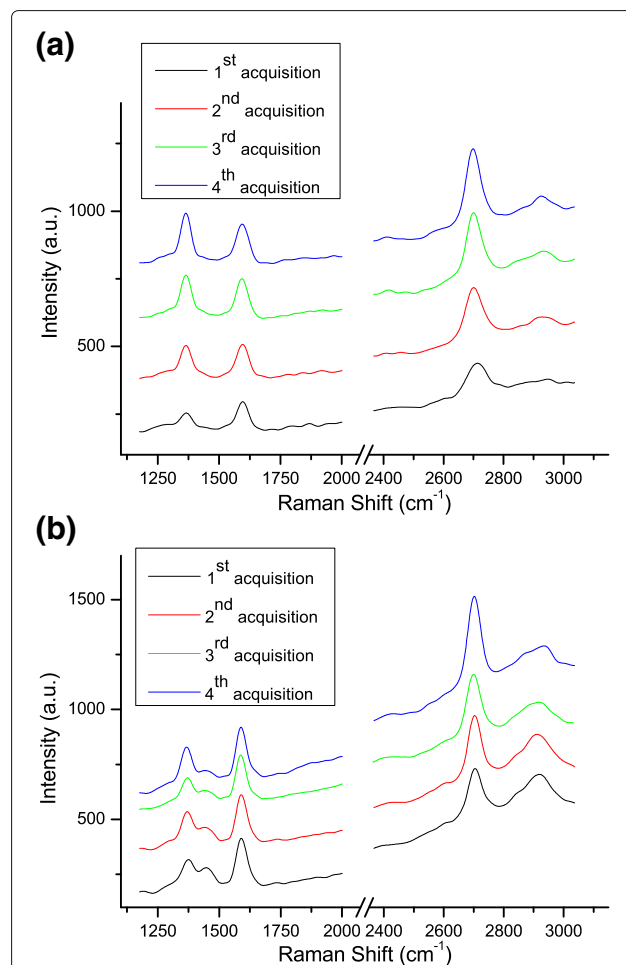 (a)
1st acquisition
2nd acquisition
3rd acquisition
4th acquisition
1000
500
Intensity (a.u.)
1250 1500 1750 2000 2400 2600 2800 3000
Raman Shift (cm-1)
(b)
1st acquisition
2nd acquisition
3rd acquisition
4th acquisition
1500
1000
500
Intensity (a.u.)
1250 1500 1750 2000 2400 2600 2800 3000
Raman Shift (cm-1)